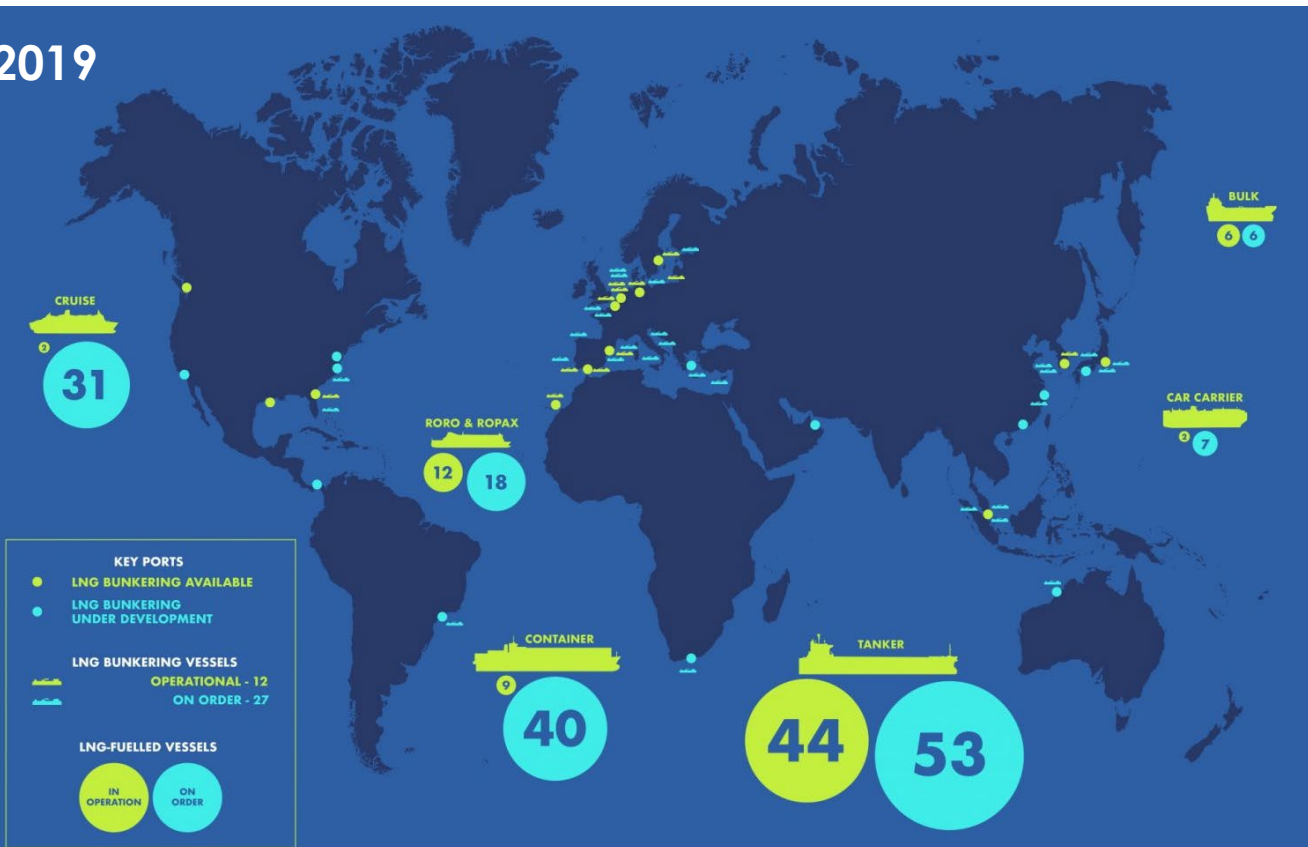 2019
BULK
6 6
CRUISE
2
31
CAR CARRIER
2 7
RORO & ROPAX
12 18
KEY PORTS
LNG BUNKERING AVAILABLE
LNG BUNKERING
UNDER DEVELOPMENT
LNG BUNKERING VESSELS
OPERATIONAL - 12
ON ORDER - 27
LNG-FUELLED VESSELS
IN
OPERATION
ON
ORDER
CONTAINER
9
40
TANKER
44 53